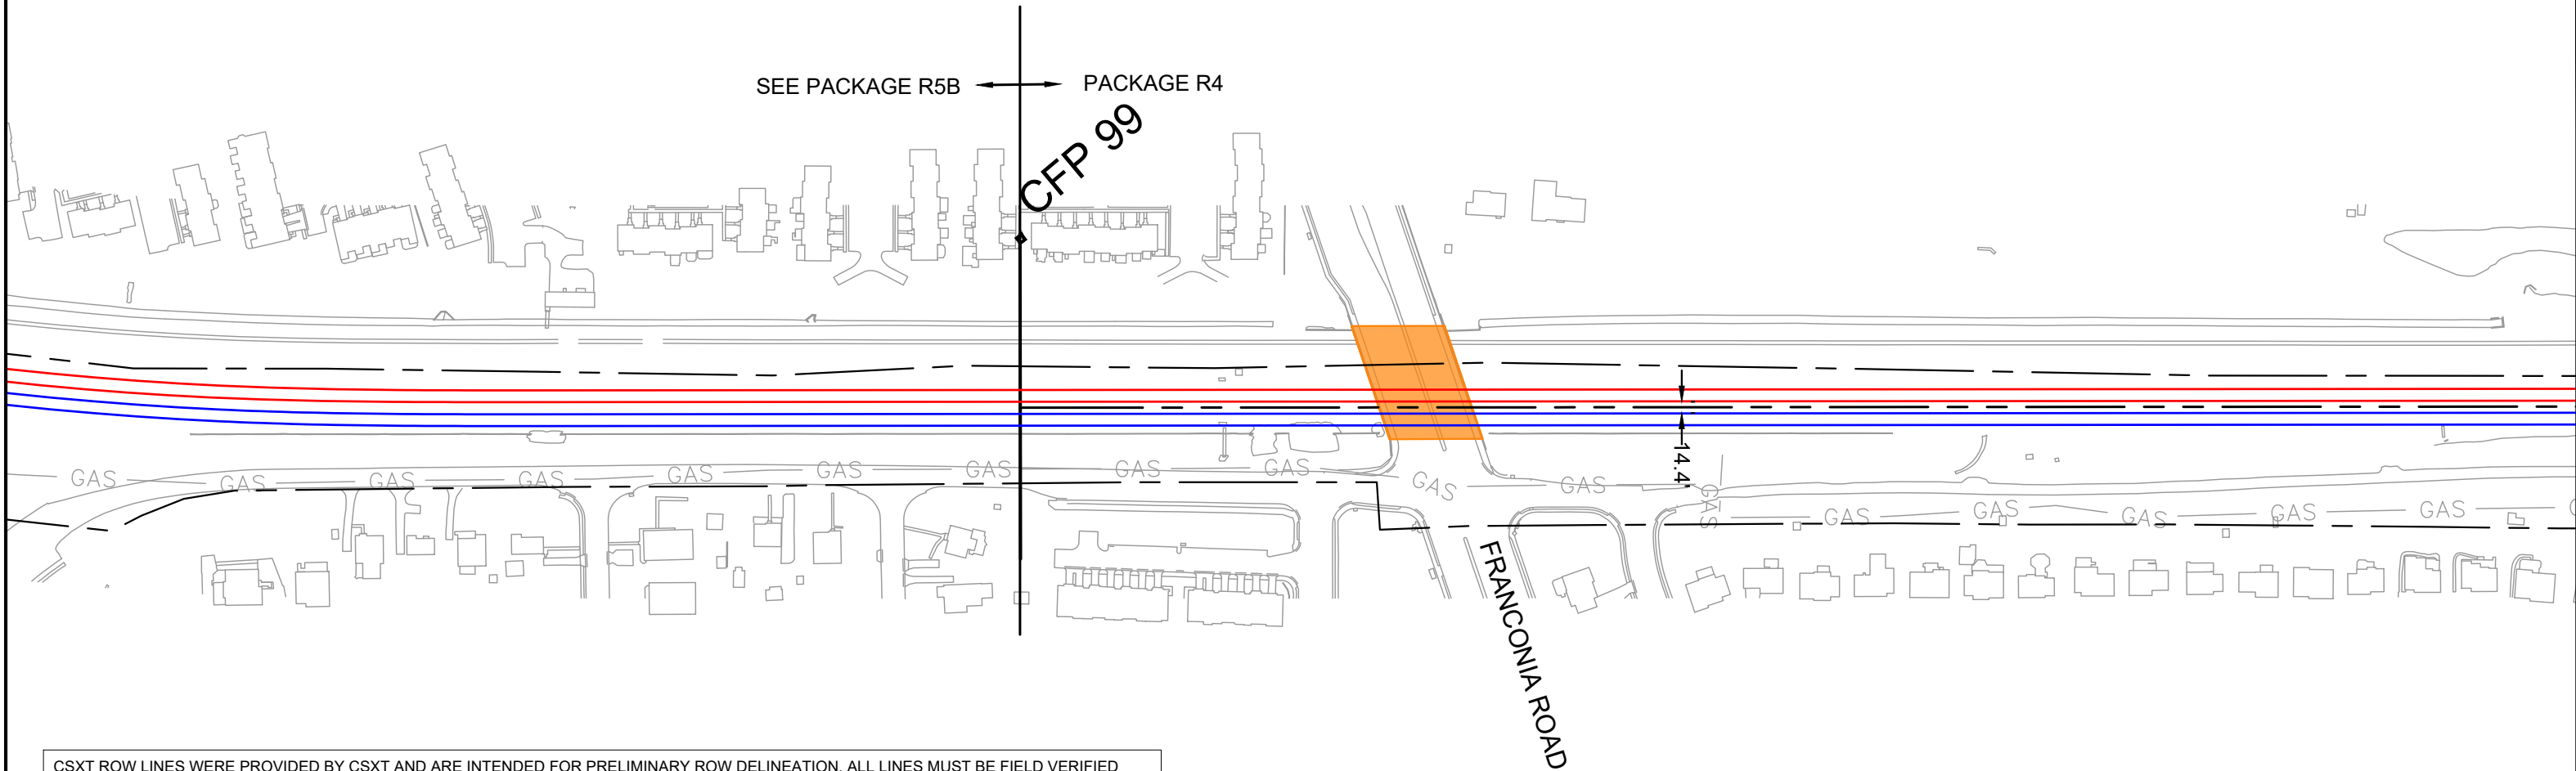 SEE PACKAGE R5B
PACKAGE R4
CFP 99
14.4'
GAS GAS GAS GAS GAS GAS GAS GAS GAS GAS GAS
GAS
GAS GAS GAS GAS GAS
FRANCONIA ROAD
CSXT ROW LINES WERE PROVIDED BY CSXT AND ARE INTENDED FOR PRELIMINARY ROW DELINEATION. ALL LINES MUST BE FIELD VERIFIED